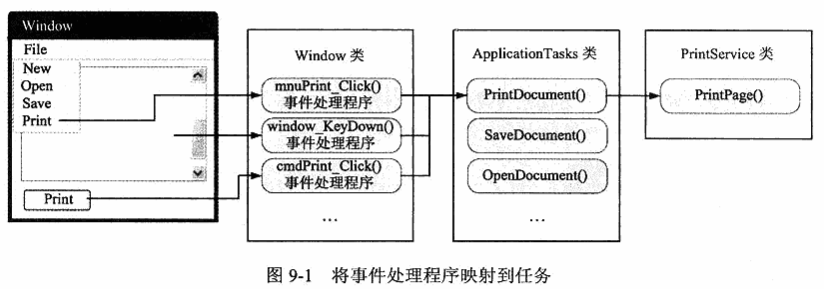 Window
File
New
Open
Save
Print
Print
Window 类
mnuPrint_Click()
事件处理程序
window_KeyDown()
事件处理程序
cmdPrint_Click()
事件处理程序
…
ApplicationTasks 类
PrintDocument()
SaveDocument()
OpenDocument()
…
PrintService 类
PrintPage()
图 9-1 将事件处理程序映射到任务